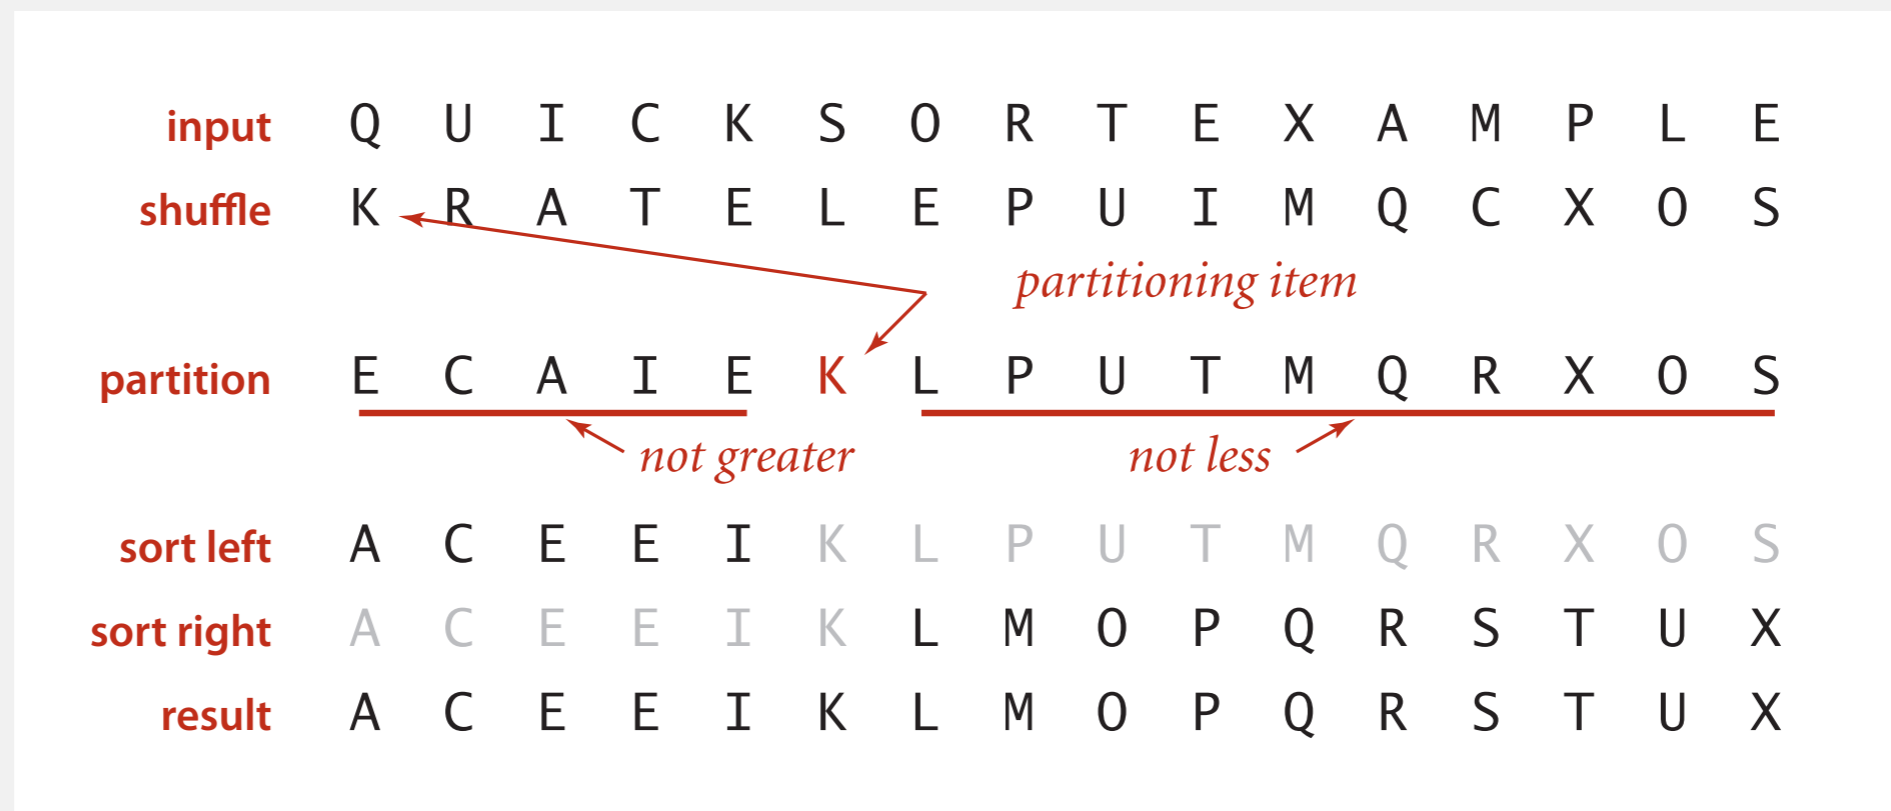 input Q U I C K S O R T E X A M P L E
shuffle K R A T E L E P U I M Q C X O S
partitioning item
partition E C A I E K L P U T M Q R X O S
not greater not less
sort left A C E E I K L P U T M Q R X O S
sort right A C E E I K L M O P Q R S T U X
result A C E E I K L M O P Q R S T U X